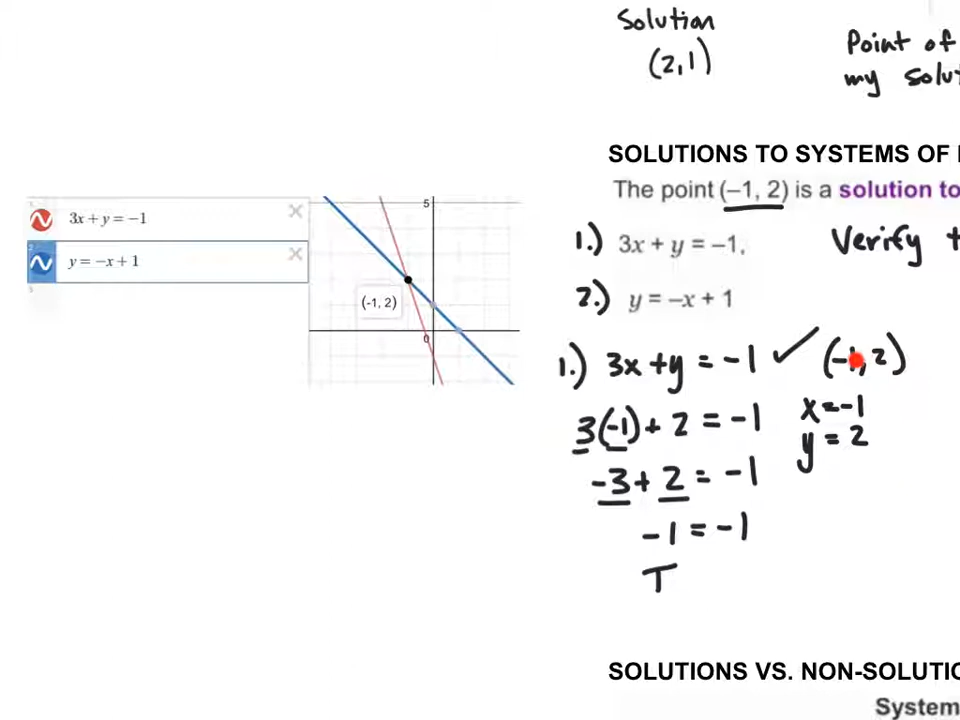 Solution
(2,1)
Point of
my solu
SOLUTIONS TO SYSTEMS OF
The point (−1, 2) is a solution to
1.) 3x + y = −1,
Verify t
2.) y = −x + 1
3x + y = −1
y = −x + 1
5
(-1, 2)
0
1.) 3x + y = -1 ✓ (-1, 2)
3(-1) + 2 = -1
x = -1
y = 2
-3 + 2 = -1
-1 = -1
T
SOLUTIONS VS. NON-SOLUTIO
System